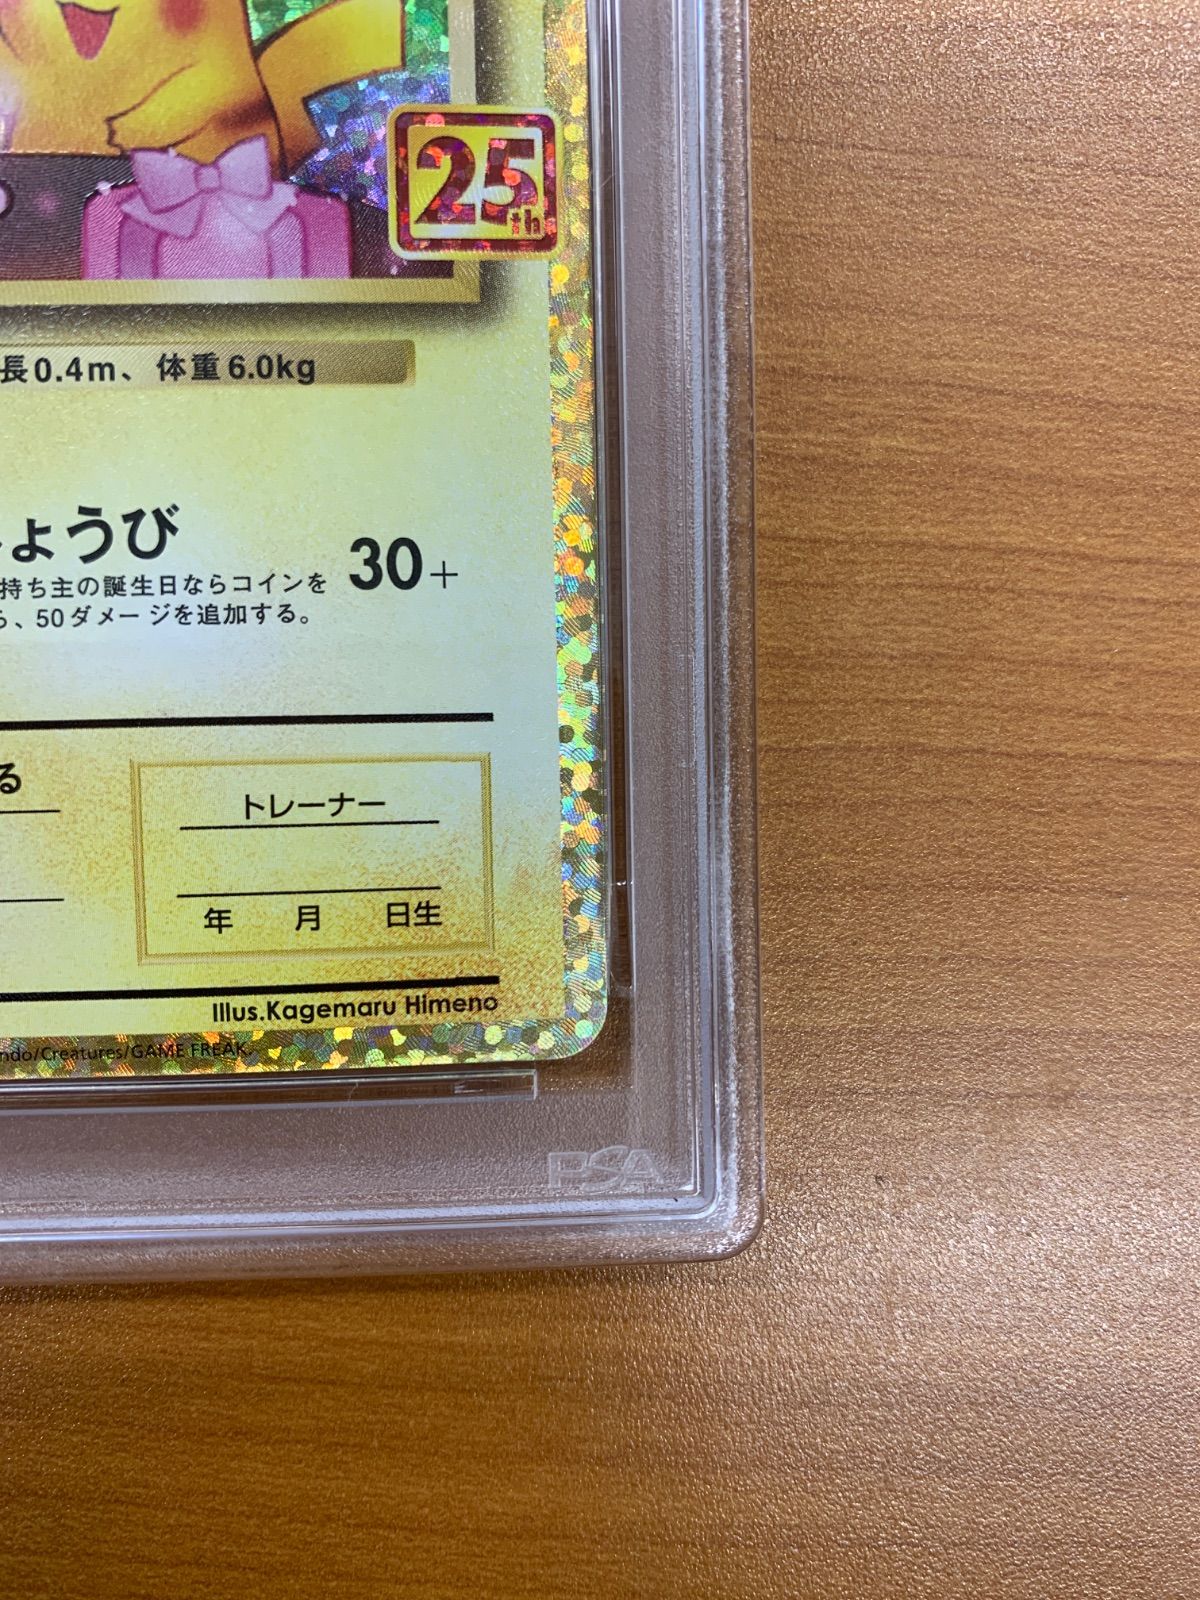 25th
長0.4m、体重6.0kg
ょうび
30+
持ち主の誕生日ならコインを
、50ダメージを追加する。
る
トレーナー
年 月 日生
Illus.Kagemaru Himeno
ndo/Creatures/GAME FREAK.
PSA